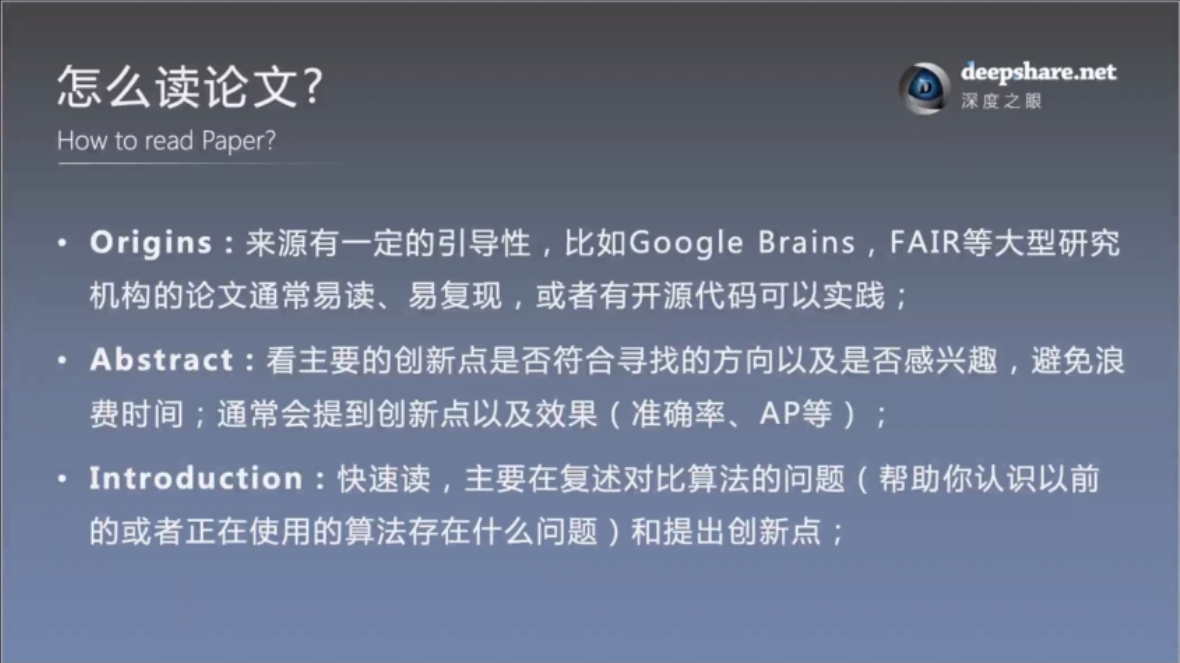 怎么读论文?
How to read Paper?
deepshare.net
深度之眼
• Origins：来源有一定的引导性，比如Google Brains，FAIR等大型研究
机构的论文通常易读、易复现，或者有开源代码可以实践；
• Abstract：看主要的创新点是否符合寻找的方向以及是否感兴趣，避免浪
费时间；通常会提到创新点以及效果（准确率、AP等）；
• Introduction：快速读，主要在复述对比算法的问题（帮助你认识以前
的或者正在使用的算法存在什么问题）和提出创新点；